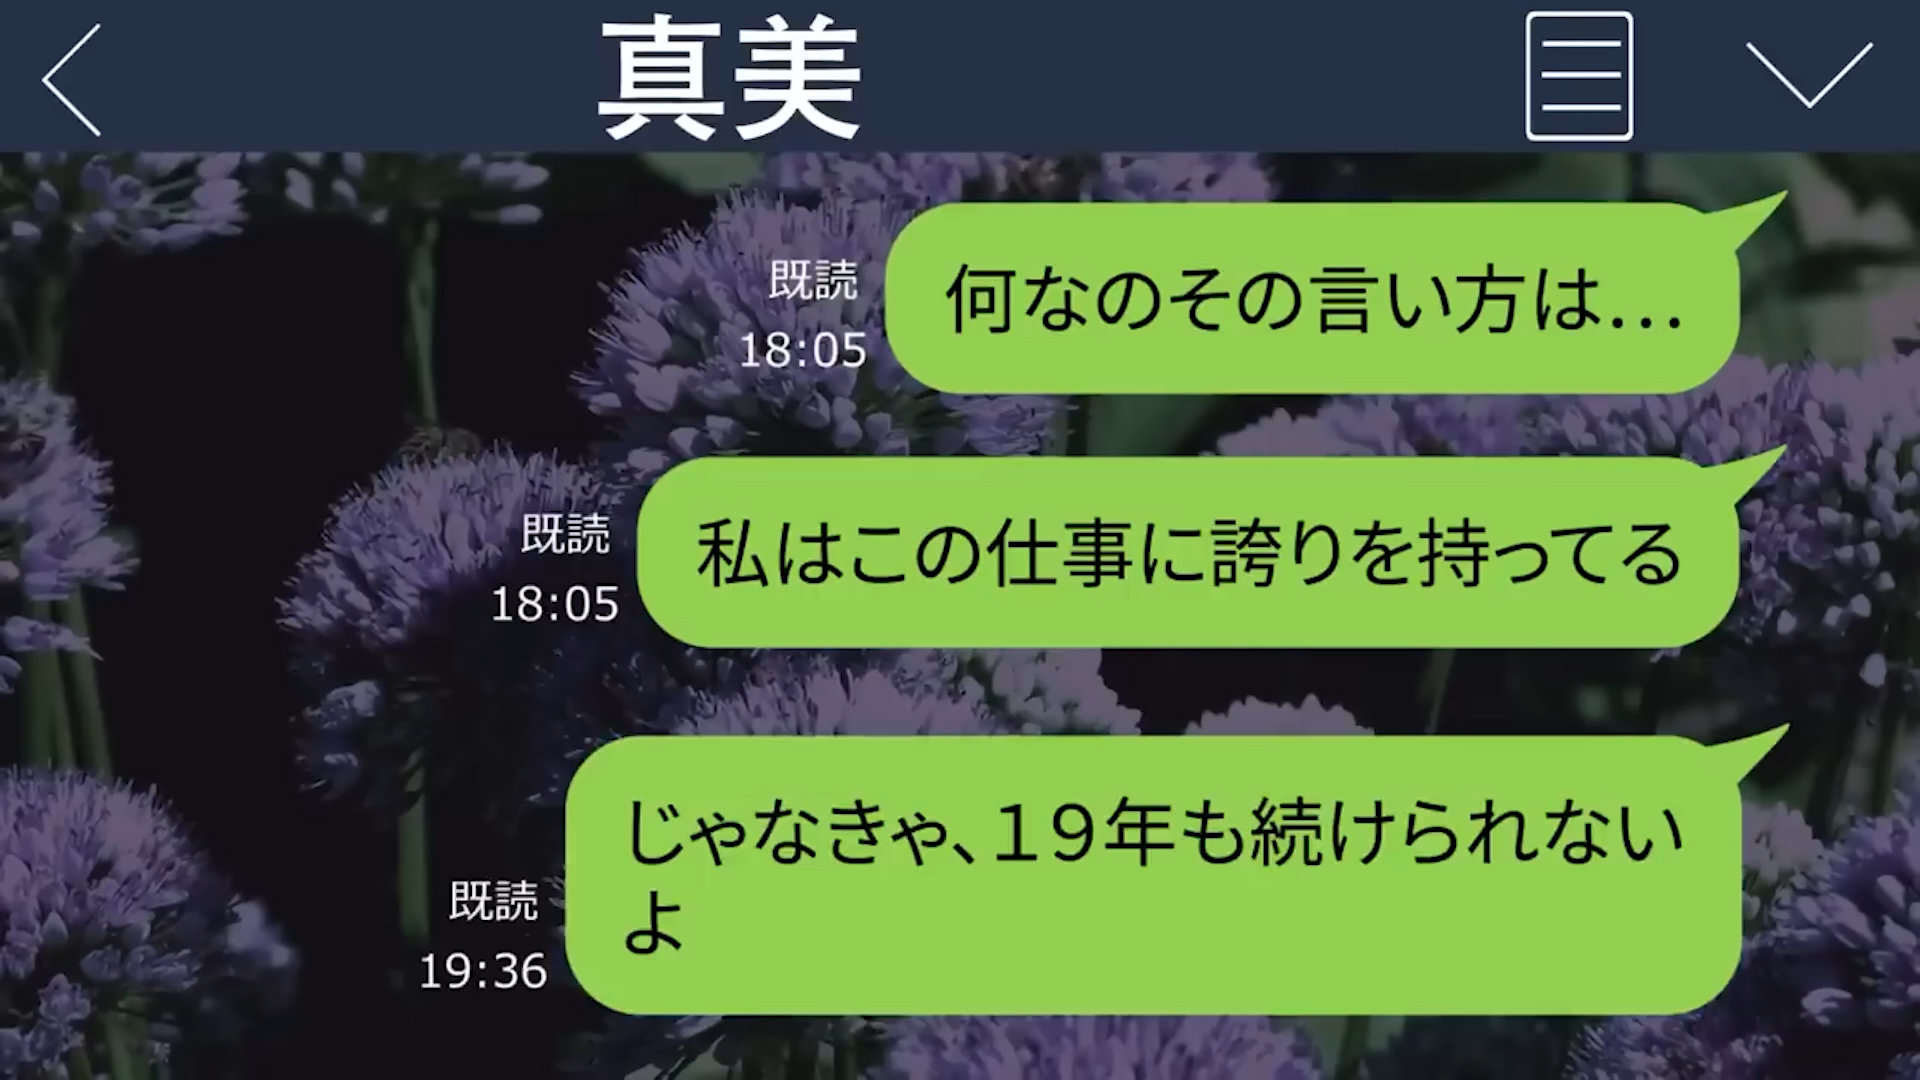 真美
何なのその言い方は…
既読
18:05
私はこの仕事に誇りを持ってる
既読
18:05
じゃなきゃ、１９年も続けられない
よ
既読
19:36